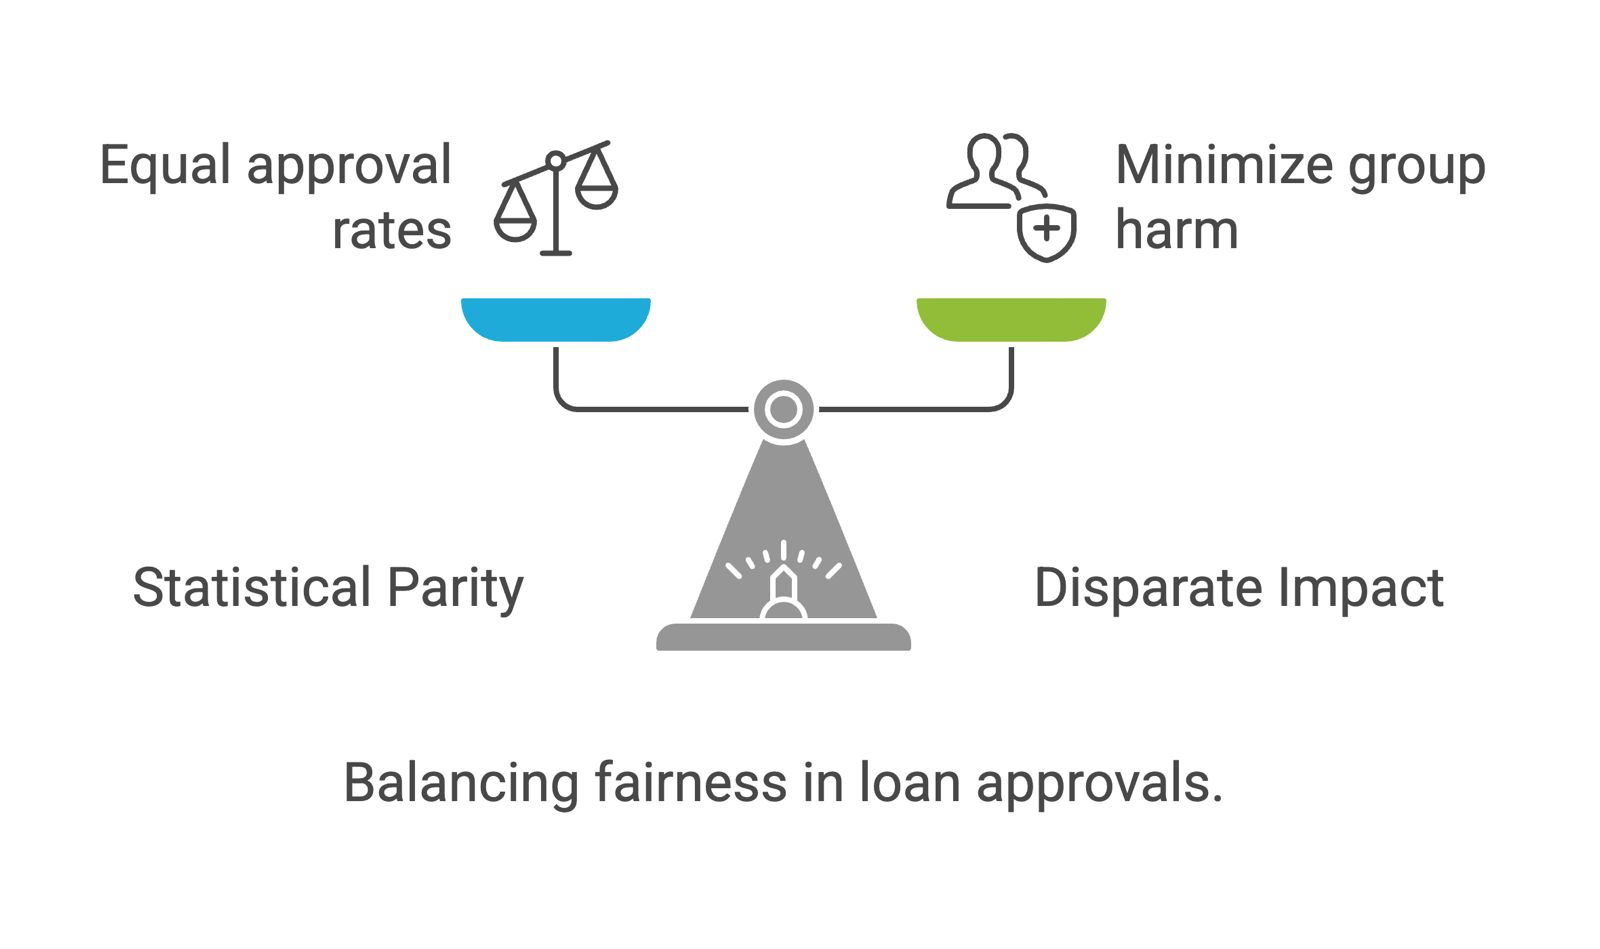 Equal approval
rates
Minimize group
harm
Statistical Parity
Disparate Impact
Balancing fairness in loan approvals.